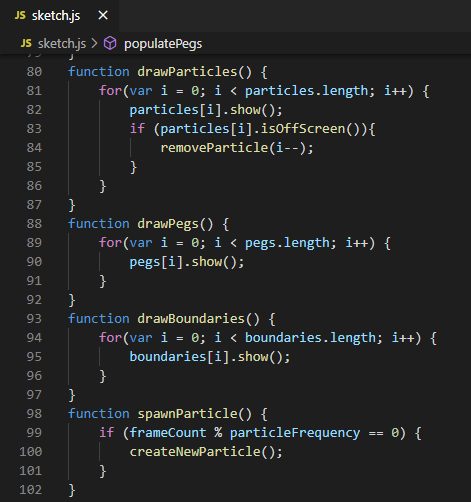 JS sketch.js ×
JS sketch.js > populatePegs
80 function drawParticles() {
81 for(var i = 0; i < particles.length; i++) {
82 particles[i].show();
83 if (particles[i].isOffScreen()){
84 removeParticle(i--);
85 }
86 }
87 }
88 function drawPegs() {
89 for(var i = 0; i < pegs.length; i++) {
90 pegs[i].show();
91 }
92 }
93 function drawBoundaries() {
94 for(var i = 0; i < boundaries.length; i++) {
95 boundaries[i].show();
96 }
97 }
98 function spawnParticle() {
99 if (frameCount % particleFrequency == 0) {
100 createNewParticle();
101 }
102 }